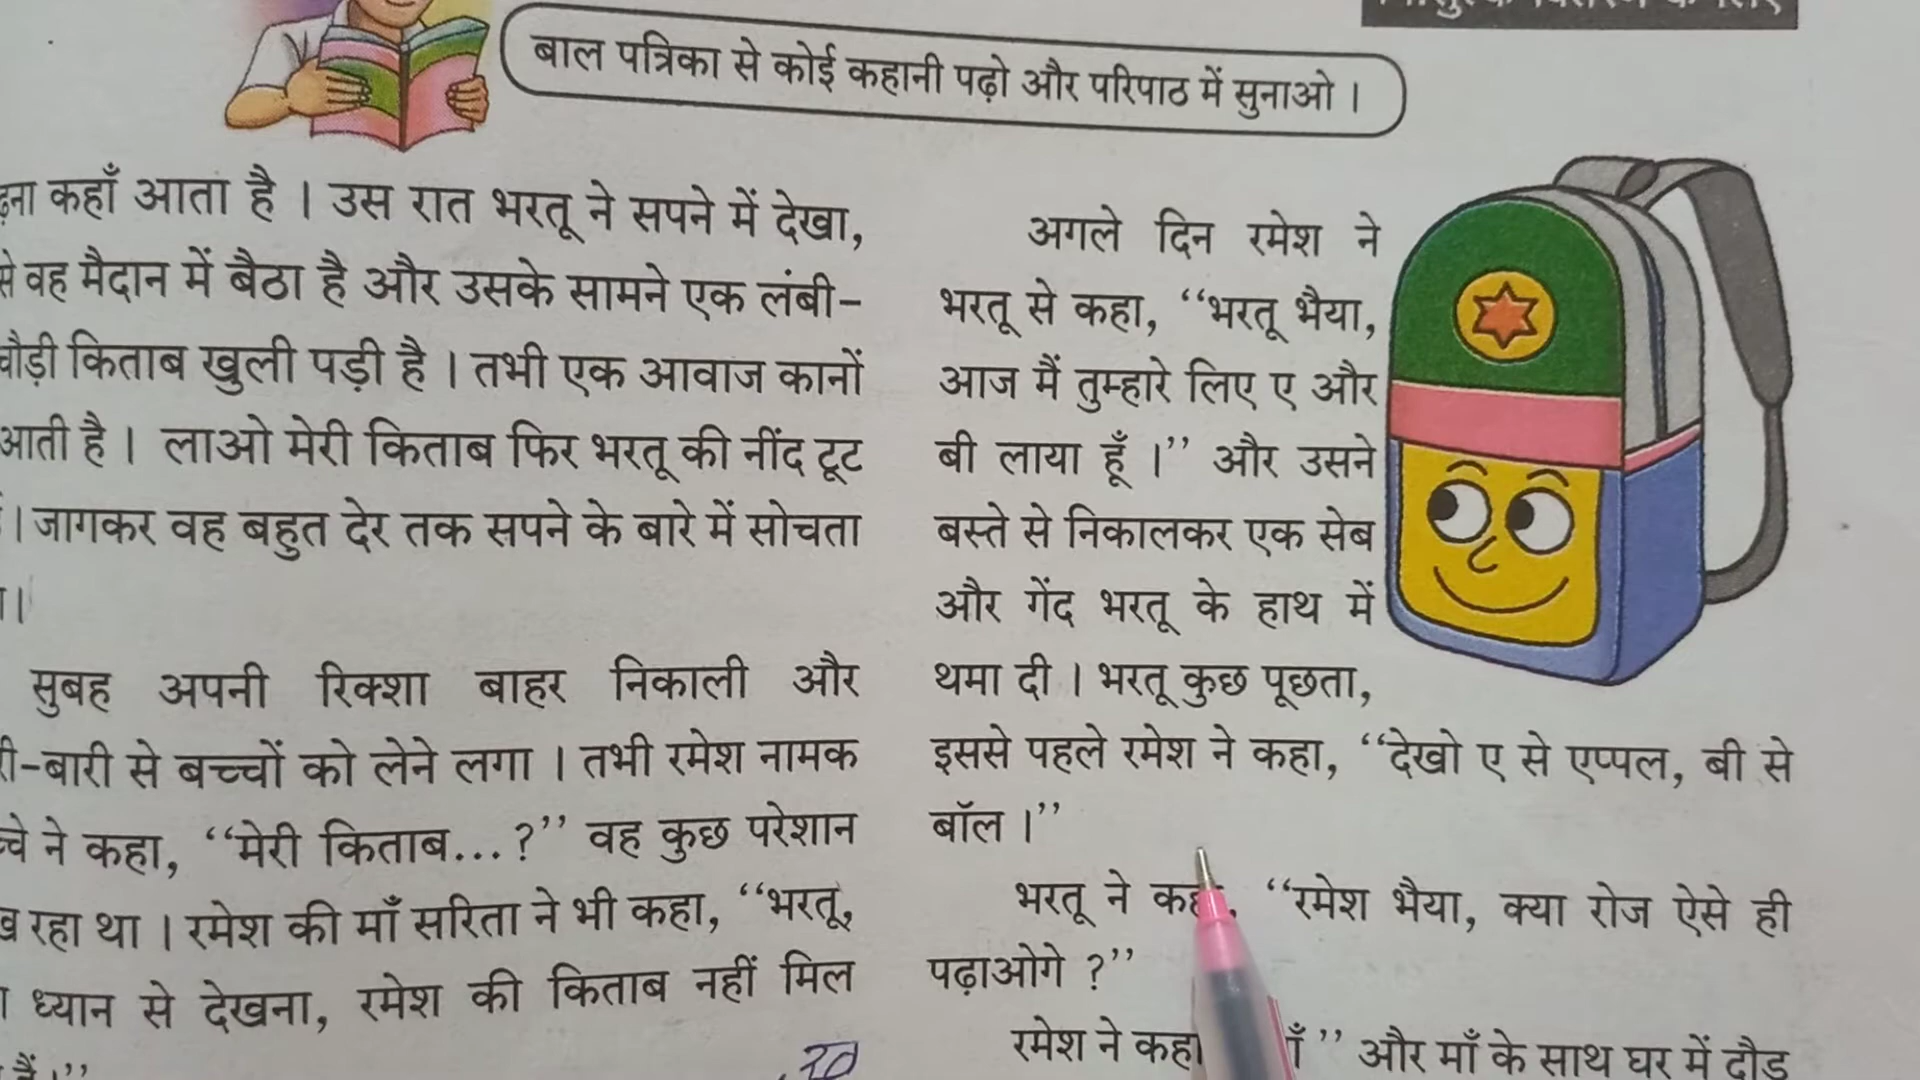 बाल पत्रिका से कोई कहानी पढ़ो और परिपाठ में सुनाओ ।
कहाँ आता है । उस रात भरतू ने सपने में देखा,
वह मैदान में बैठा है और उसके सामने एक लंबी-
चौड़ी किताब खुली पड़ी है । तभी एक आवाज कानों
आती है । लाओ मेरी किताब फिर भरतू की नींद टूट
। जागकर वह बहुत देर तक सपने के बारे में सोचता
।
सुबह अपनी रिक्शा बाहर निकाली और
-बारी से बच्चों को लेने लगा । तभी रमेश नामक
ने कहा, ‘‘मेरी किताब...?’’ वह कुछ परेशान
रहा था । रमेश की माँ सरिता ने भी कहा, ‘‘भरतू,
ध्यान से देखना, रमेश की किताब नहीं मिल
।’’
अगले दिन रमेश ने
भरतू से कहा, ‘‘भरतू भैया,
आज मैं तुम्हारे लिए ए और
बी लाया हूँ ।’’ और उसने
बस्ते से निकालकर एक सेब
और गेंद भरतू के हाथ में
थमा दी । भरतू कुछ पूछता,
इससे पहले रमेश ने कहा, ‘‘देखो ए से एप्पल, बी से
बॉल ।’’
भरतू ने कहा, ‘‘रमेश भैया, क्या रोज ऐसे ही
पढ़ाओगे ?’’
रमेश ने कहा ’’ और माँ के साथ घर में दौड़